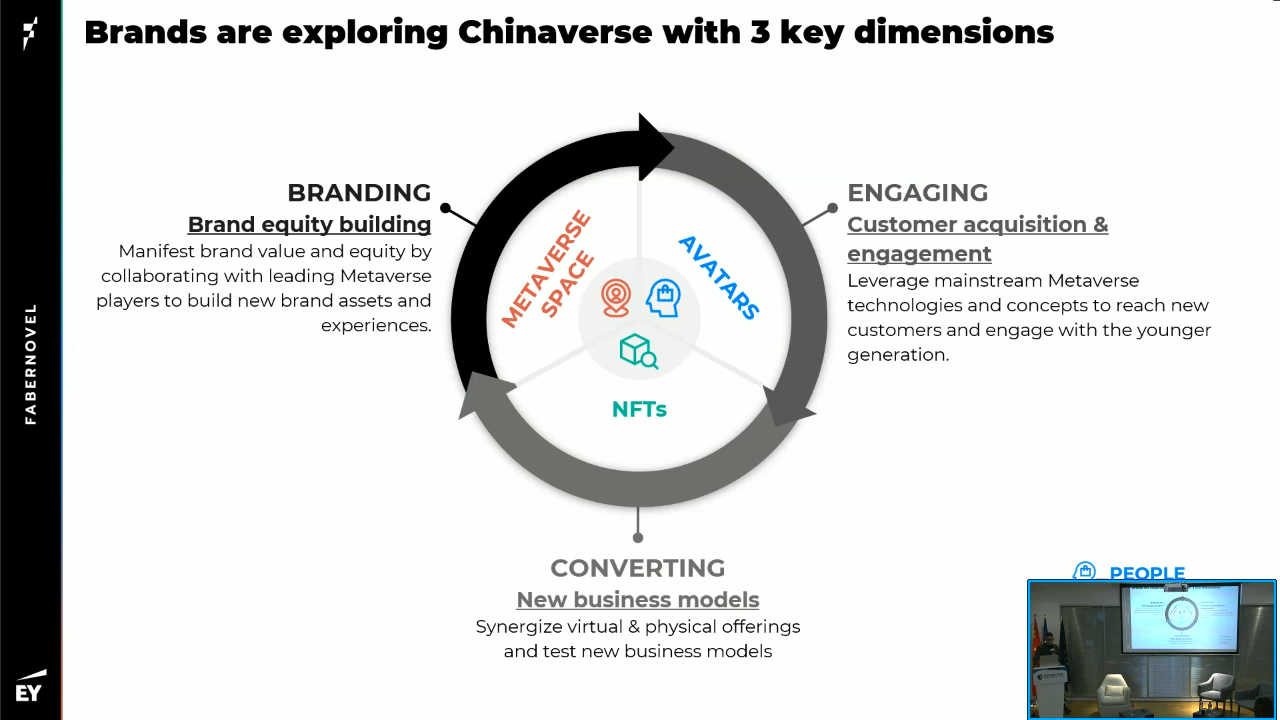 Brands are exploring Chinaverse with 3 key dimensions
BRANDING
Brand equity building
Manifest brand value and equity by
collaborating with leading Metaverse
players to build new brand assets and
experiences.
ENGAGING
Customer acquisition &
engagement
Leverage mainstream Metaverse
technologies and concepts to reach new
customers and engage with the younger
generation.
METAVERSE
SPACE
AVATARS
NFTs
CONVERTING
New business models
Synergize virtual & physical offerings
and test new business models
PEOPLE
FABERNOVEL
EY